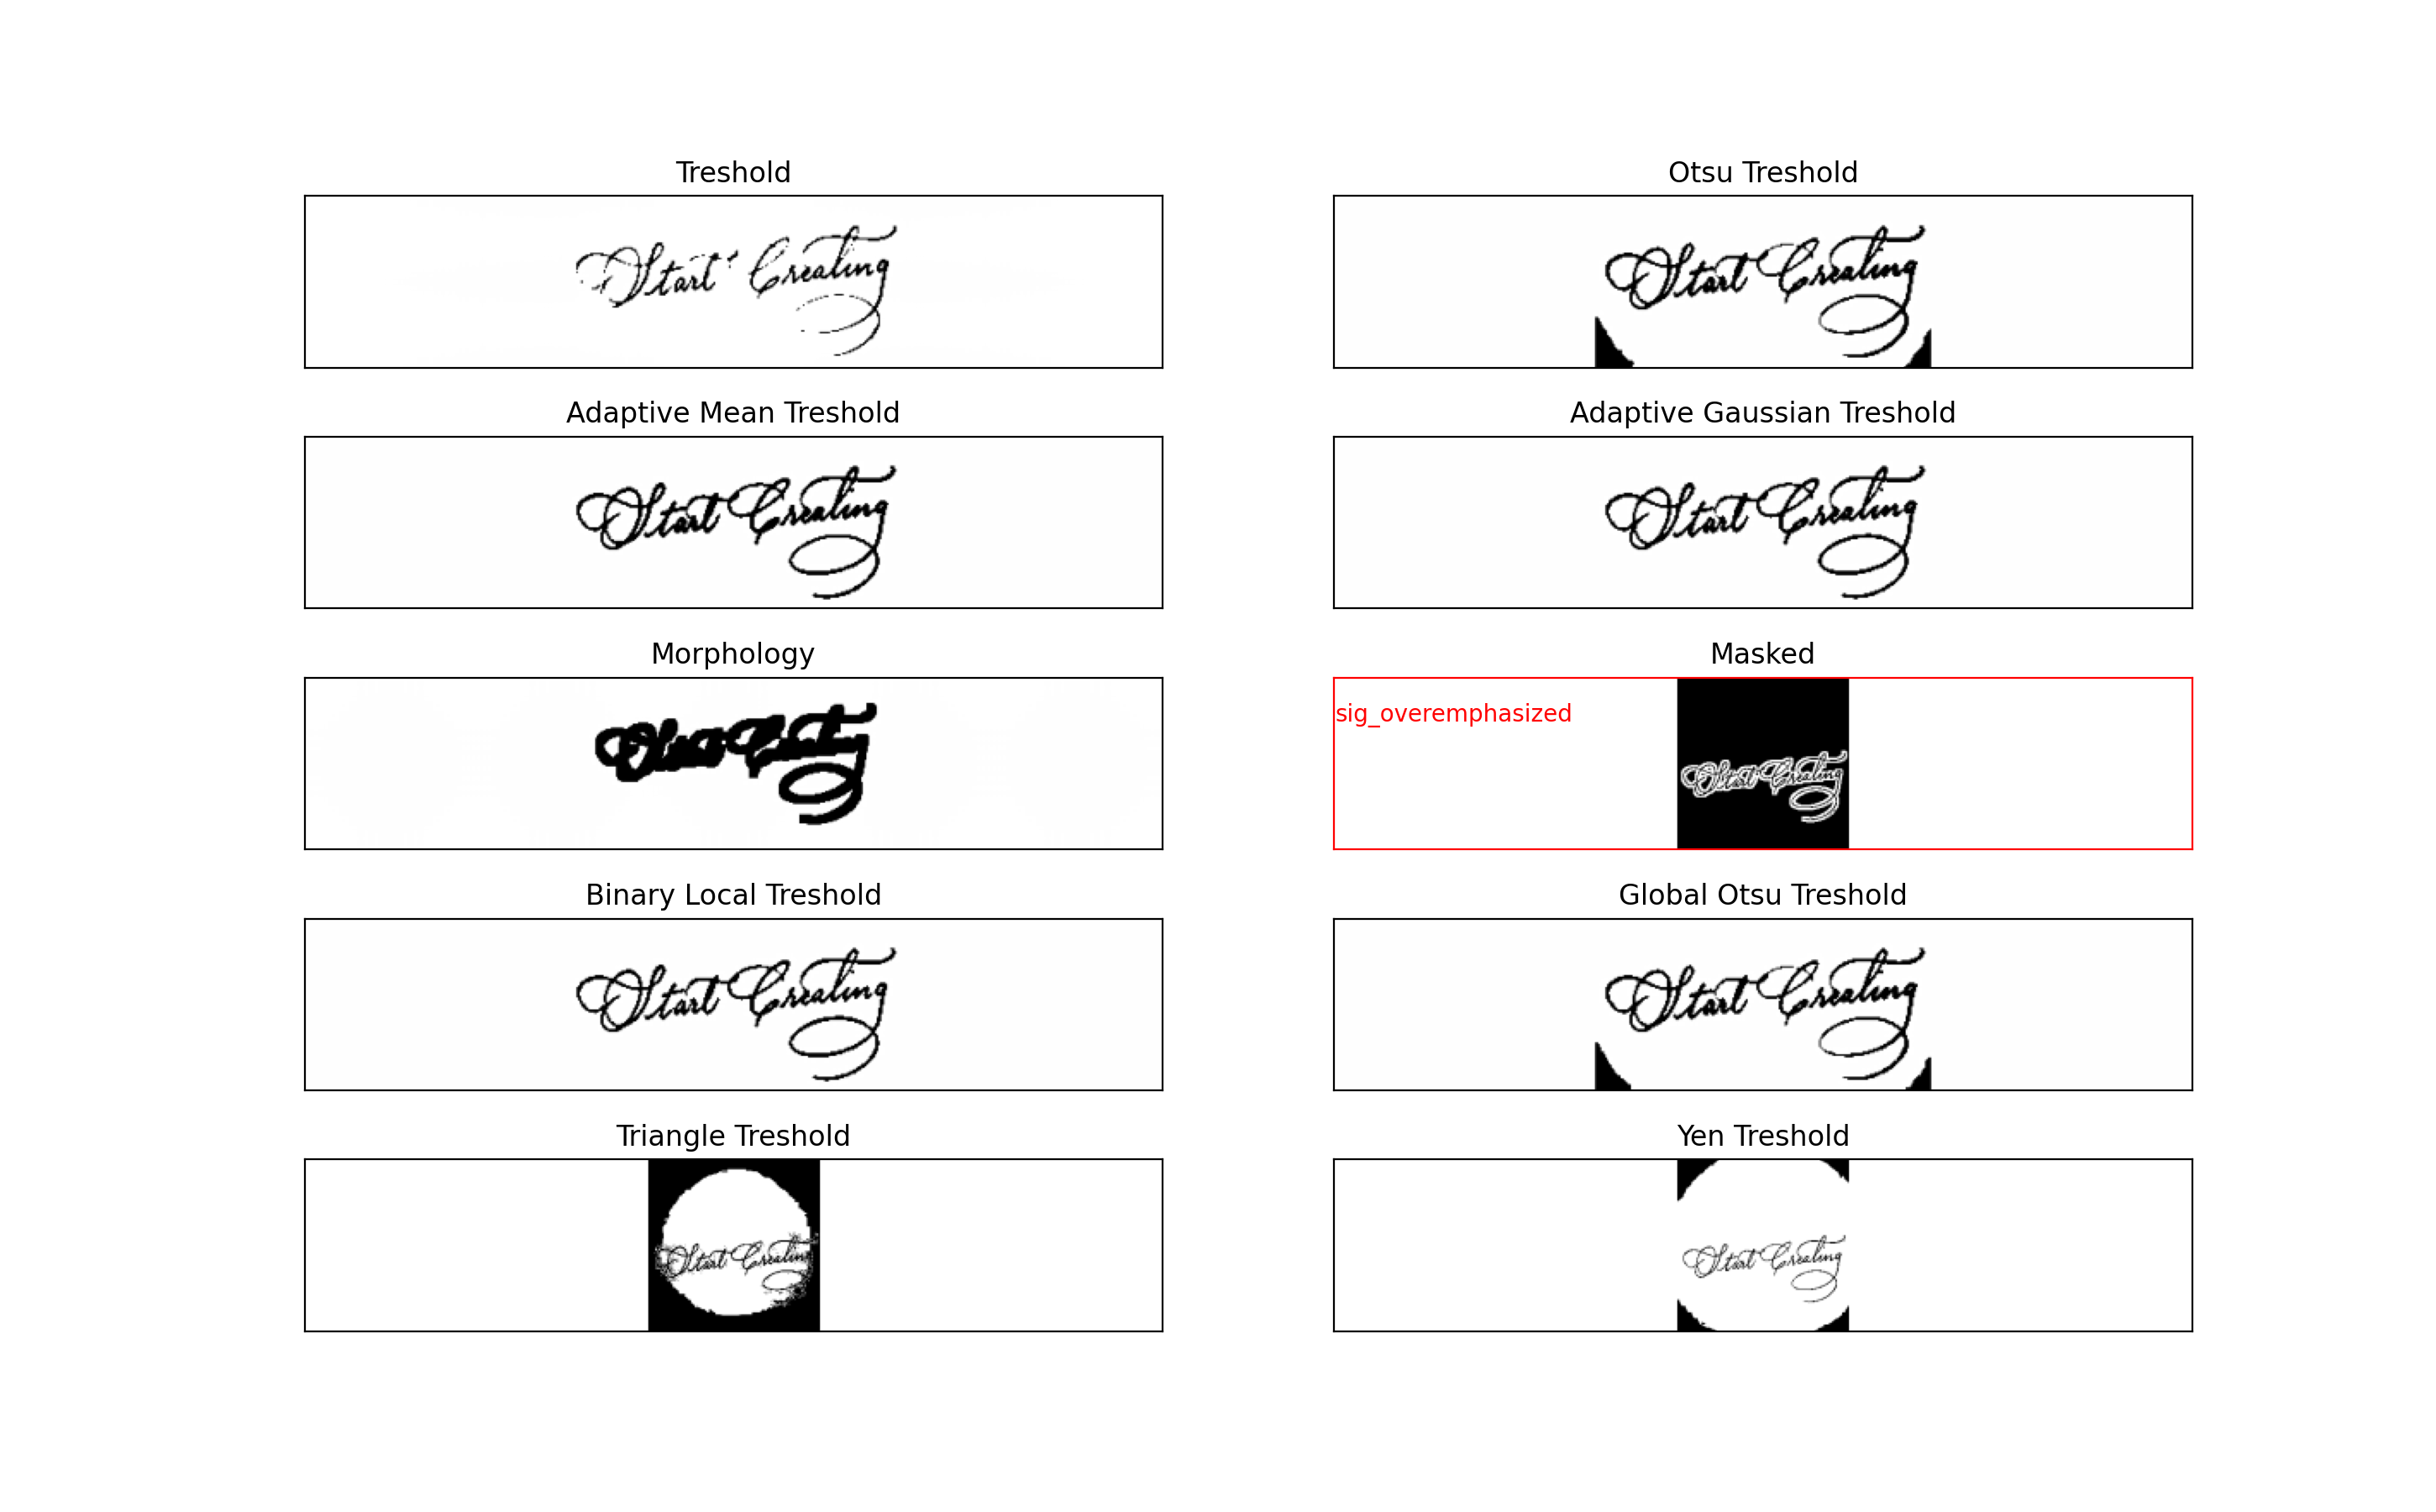 Treshold
Start Creating
Otsu Treshold
Start Creating
Adaptive Mean Treshold
Start Creating
Adaptive Gaussian Treshold
Start Creating
Morphology
Masked
sig_overemphasized
Start Creating
Binary Local Treshold
Start Creating
Global Otsu Treshold
Start Creating
Triangle Treshold
Start Creating
Yen Treshold
Start Creating